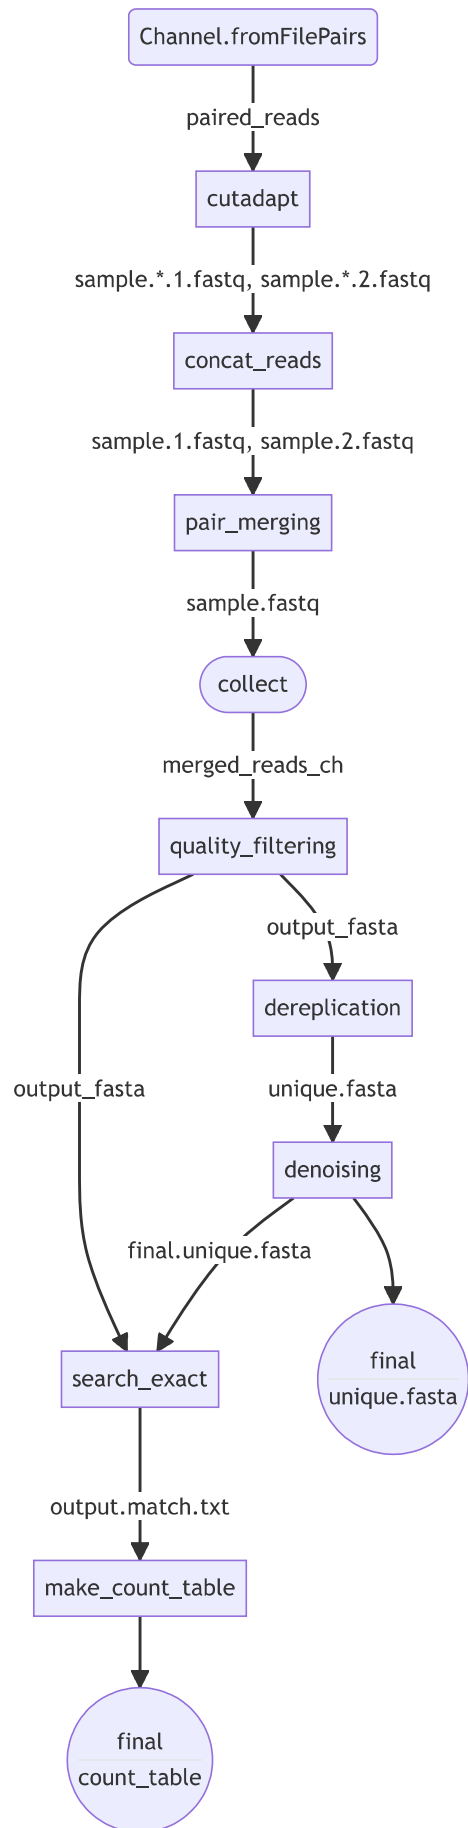 Channel.fromFilePairs
paired_reads
cutadapt
sample.*.1.fastq, sample.*.2.fastq
concat_reads
sample.1.fastq, sample.2.fastq
pair_merging
sample.fastq
collect
merged_reads_ch
quality_filtering
output_fasta
dereplication
output_fasta
unique.fasta
denoising
final.unique.fasta
final
unique.fasta
search_exact
output.match.txt
make_count_table
final
count_table